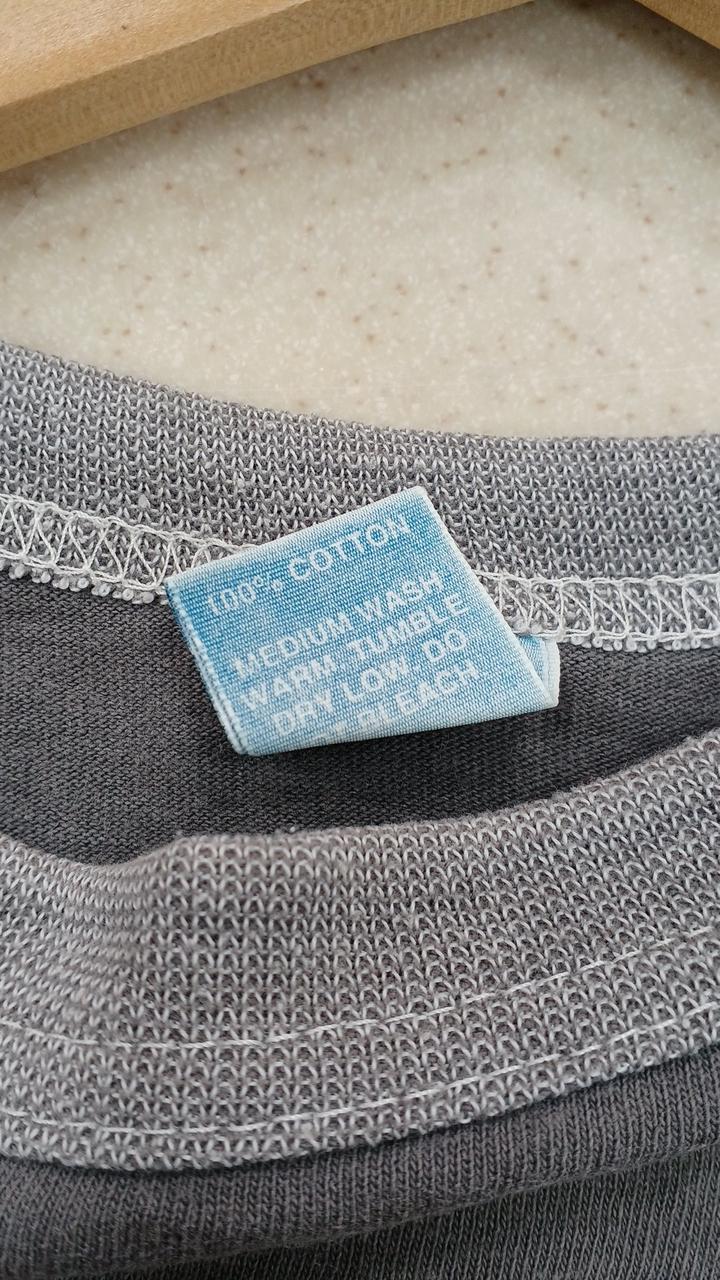 100% COTTON
MEDIUM WASH
WARM, TUMBLE
DRY LOW. DO
BLEACH